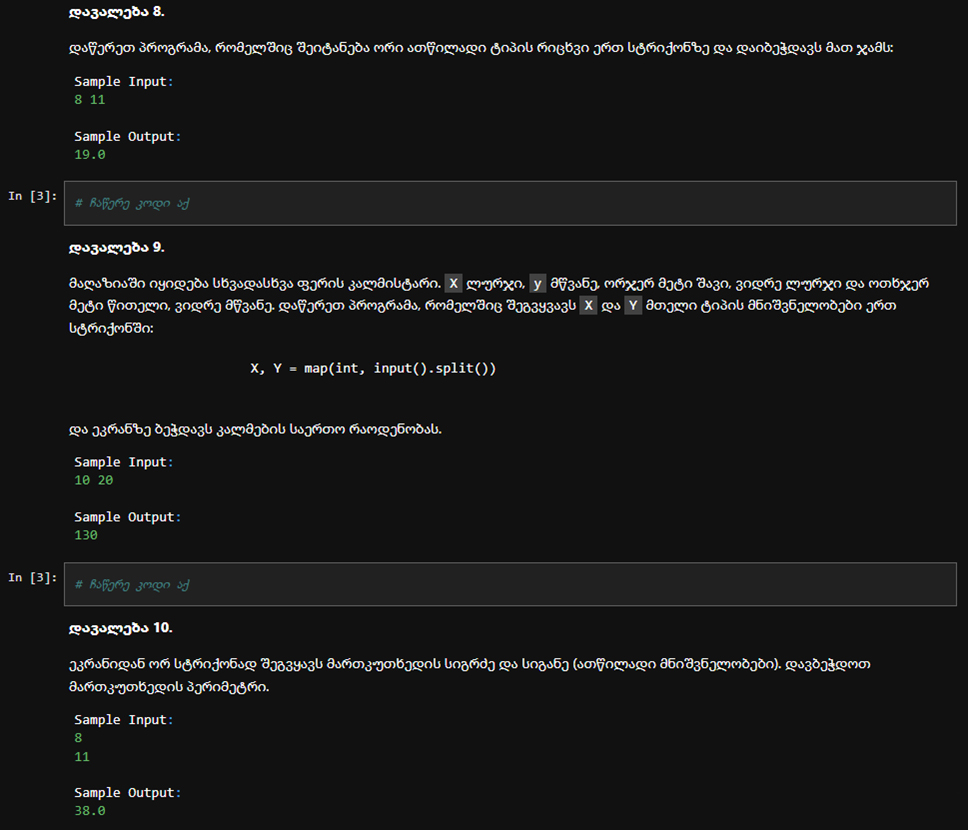 დავალება 8.
დაწერეთ პროგრამა, რომელშიც შეიტანება ორი ათწილადი ტიპის რიცხვი ერთ სტრიქონზე და დაიბეჭდავს მათ ჯამს:
Sample Input:
8 11
Sample Output:
19.0
In [3]:
# ჩაწერე კოდი აქ
დავალება 9.
მაღაზიაში იყიდება სხვადასხვა ფერის კალმისტარი. X ლურჯი, y მწვანე, ორჯერ მეტი შავი, ვიდრე ლურჯი და ოთხჯერ
მეტი წითელი, ვიდრე მწვანე. დაწერეთ პროგრამა, რომელშიც შეგვყვავს X და Y მთელი ტიპის მნიშვნელობები ერთ
სტრიქონში:
X, Y = map(int, input().split())
და ეკრანზე ბეჭდავს კალმების საერთო რაოდენობას.
Sample Input:
10 20
Sample Output:
130
In [3]:
# ჩაწერე კოდი აქ
დავალება 10.
ეკრანიდან ორ სტრიქონად შეგვყავს მართკუთხედის სიგრძე და სიგანე (ათწილადი მნიშვნელობები). დავბეჭდოთ
მართკუთხედის პერიმეტრი.
Sample Input:
8
11
Sample Output:
38.0